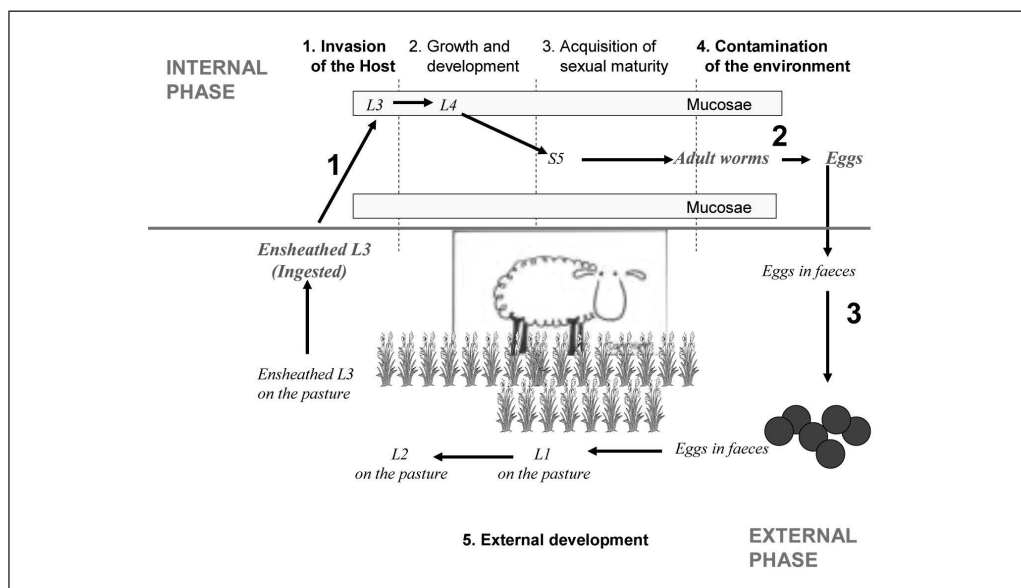 1. Invasion
of the Host
2. Growth and
development
3. Acquisition of
sexual maturity
4. Contamination
of the environment
INTERNAL
PHASE
L3
L4
Mucosae
1
2
S5
Adult worms
Eggs
Mucosae
Ensheathed L3
(Ingested)
Eggs in faeces
3
Ensheathed L3
on the pasture
L2
on the pasture
L1
on the pasture
Eggs in faeces
5. External development
EXTERNAL
PHASE